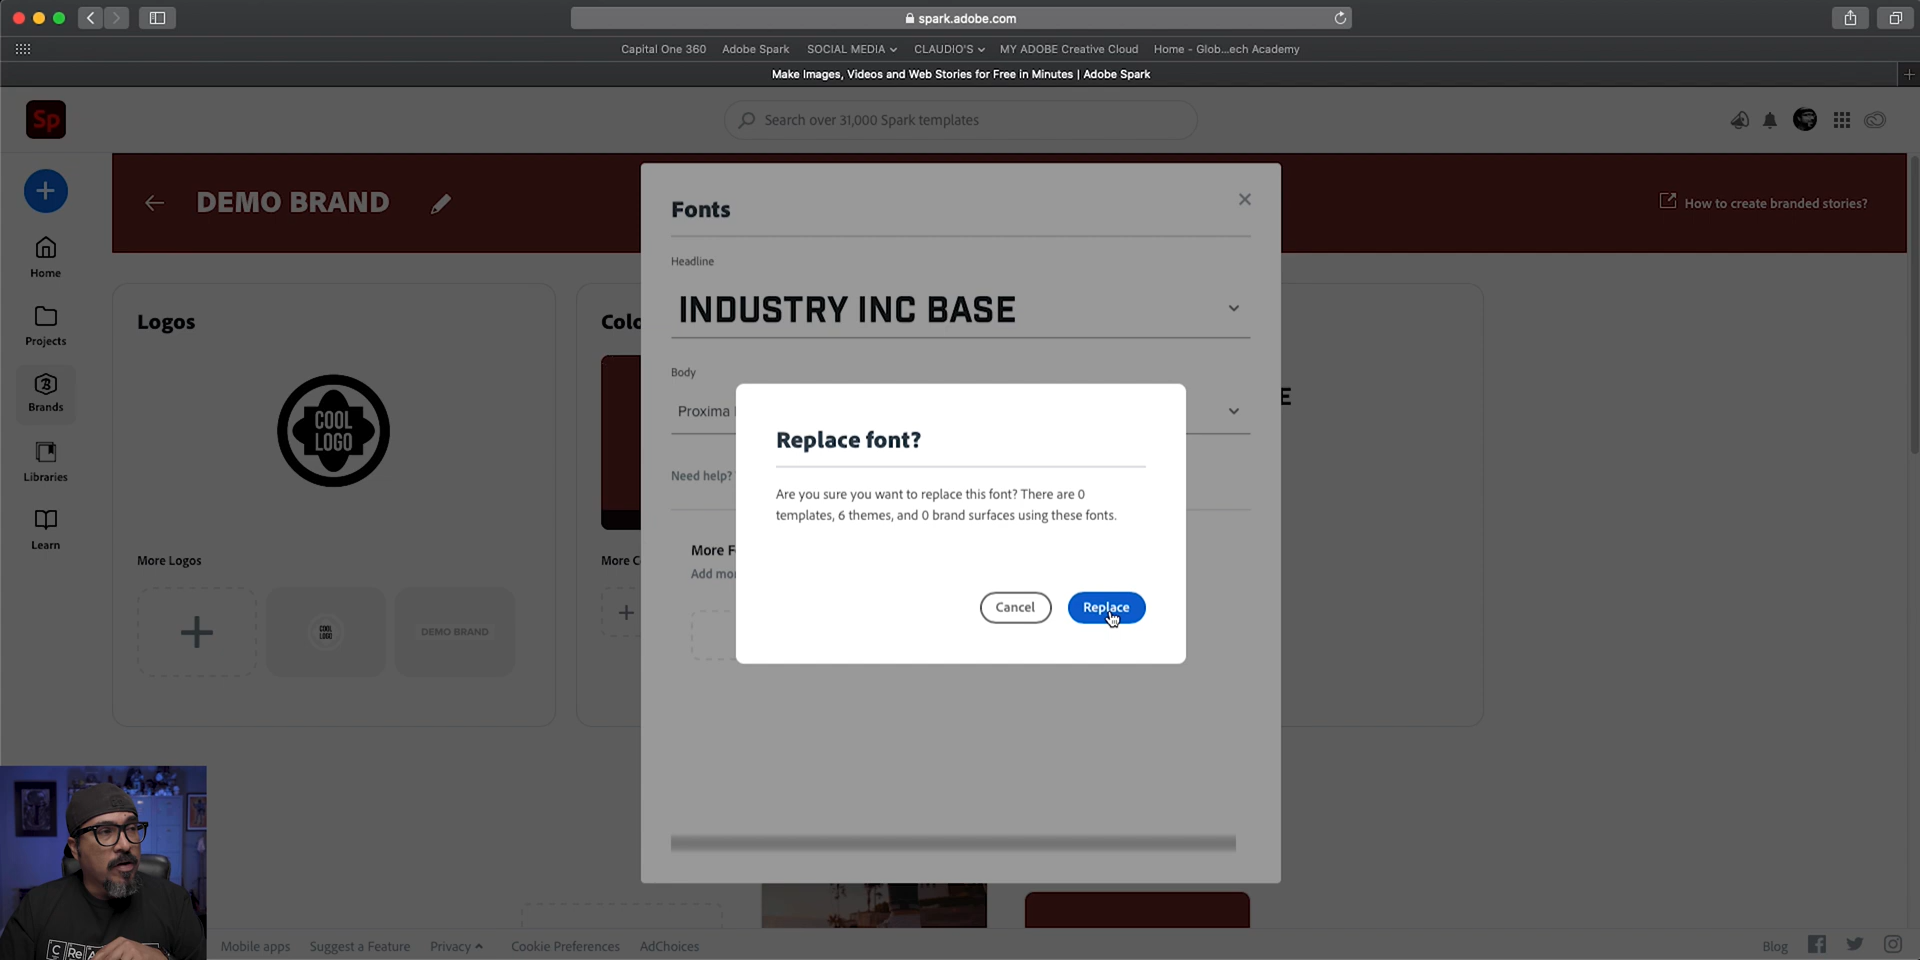 spark.adobe.com
Capital One 360 Adobe Spark SOCIAL MEDIA CLAUDIO'S MY ADOBE Creative Cloud Home - Glob...ech Academy
Make Images, Videos and Web Stories for Free in Minutes | Adobe Spark
Sp
Search over 31,000 Spark templates
DEMO BRAND
How to create branded stories?
Home
Projects
Brands
Libraries
Learn
Logos
COOL
LOGO
More Logos
COOL
LOGO
DEMO BRAND
Colo
More C
Fonts
Headline
INDUSTRY INC BASE
Body
Proxima
Need help?
More F
Add mor
E
Replace font?
Are you sure you want to replace this font? There are 0
templates, 6 themes, and 0 brand surfaces using these fonts.
Cancel Replace
Mobile apps Suggest a Feature Privacy Cookie Preferences AdChoices
Blog